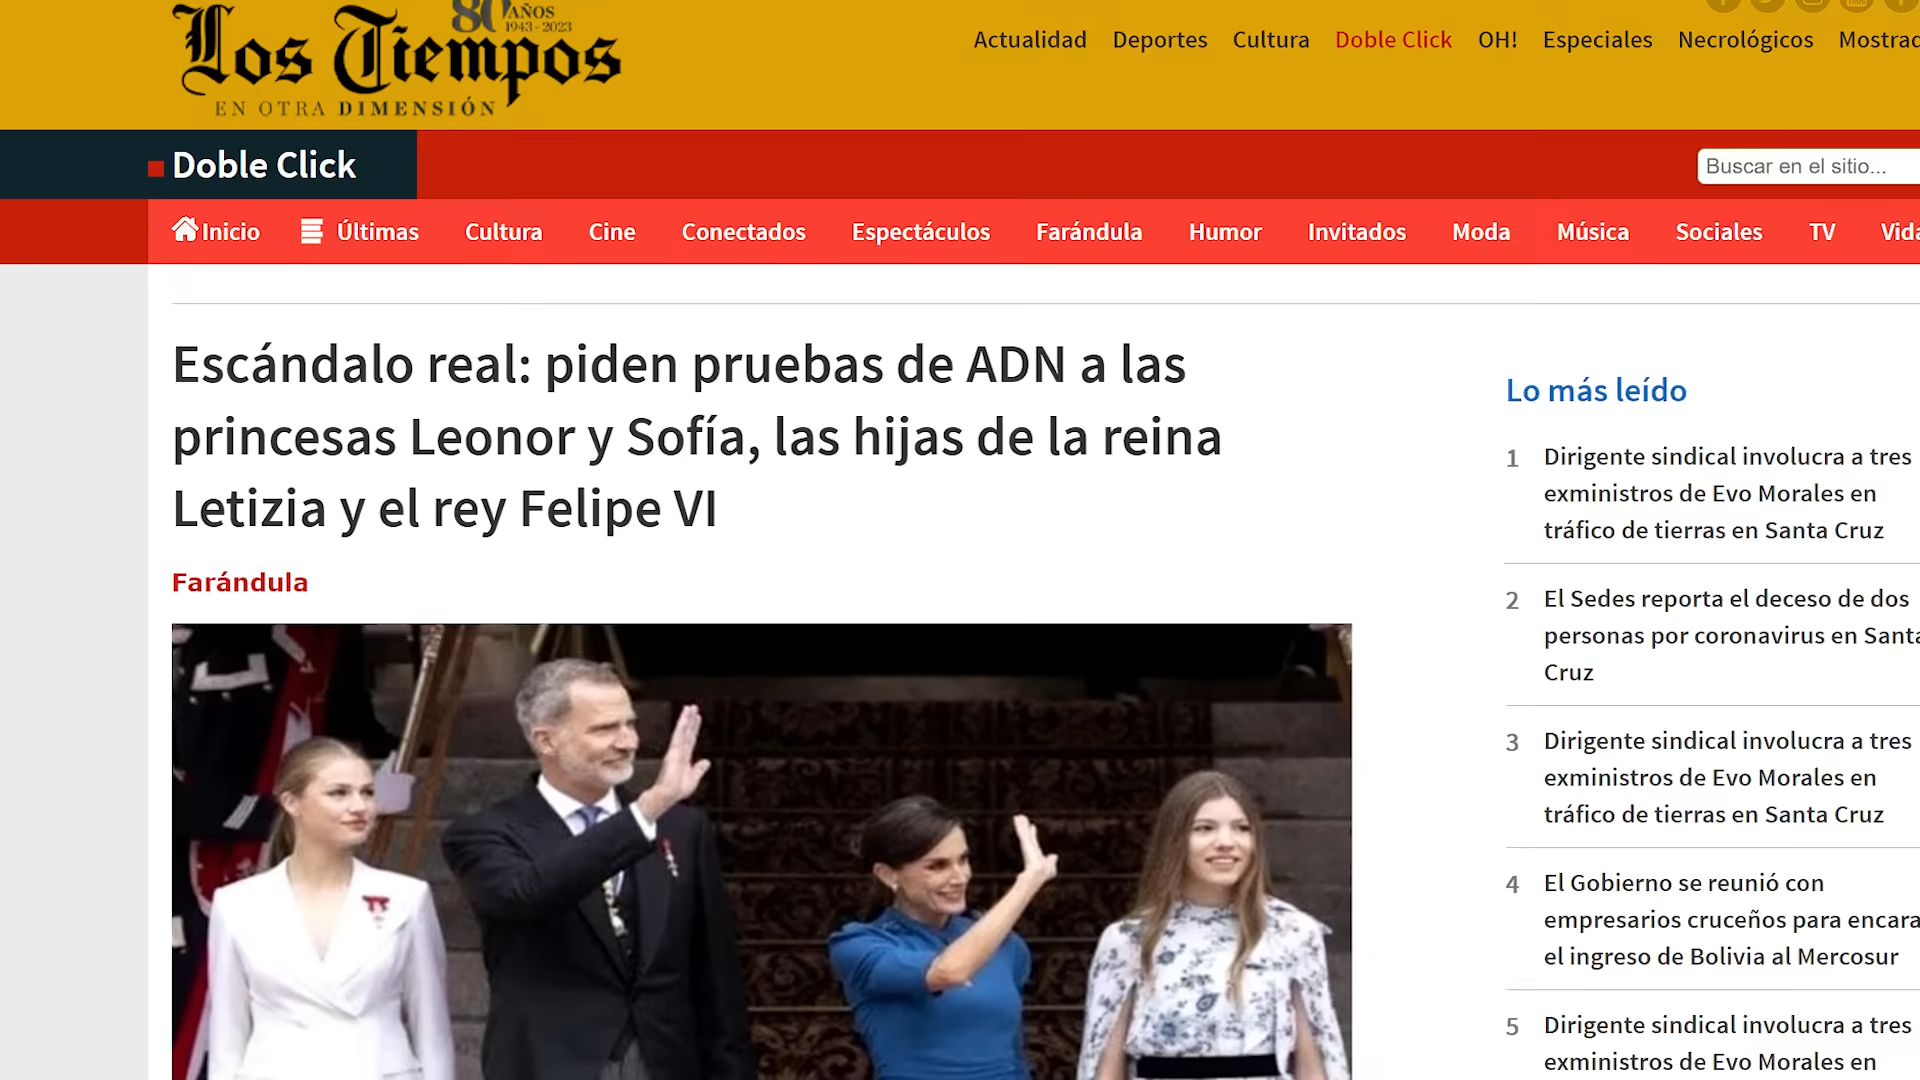 80 AÑOS
1943 - 2023
Los Tiempos
EN OTRA DIMENSIÓN
Actualidad Deportes Cultura Doble Click OH! Especiales Necrológicos Mostrad
Doble Click
Buscar en el sitio...
Inicio Últimas Cultura Cine Conectados Espectáculos Farándula Humor Invitados Moda Música Sociales TV Vida
Escándalo real: piden pruebas de ADN a las
princesas Leonor y Sofía, las hijas de la reina
Letizia y el rey Felipe VI
Farándula
Lo más leído
1 Dirigente sindical involucra a tres
exministros de Evo Morales en
tráfico de tierras en Santa Cruz
2 El Sedes reporta el deceso de dos
personas por coronavirus en Santa
Cruz
3 Dirigente sindical involucra a tres
exministros de Evo Morales en
tráfico de tierras en Santa Cruz
4 El Gobierno se reunió con
empresarios cruceños para encara
el ingreso de Bolivia al Mercosur
5 Dirigente sindical involucra a tres
exministros de Evo Morales en